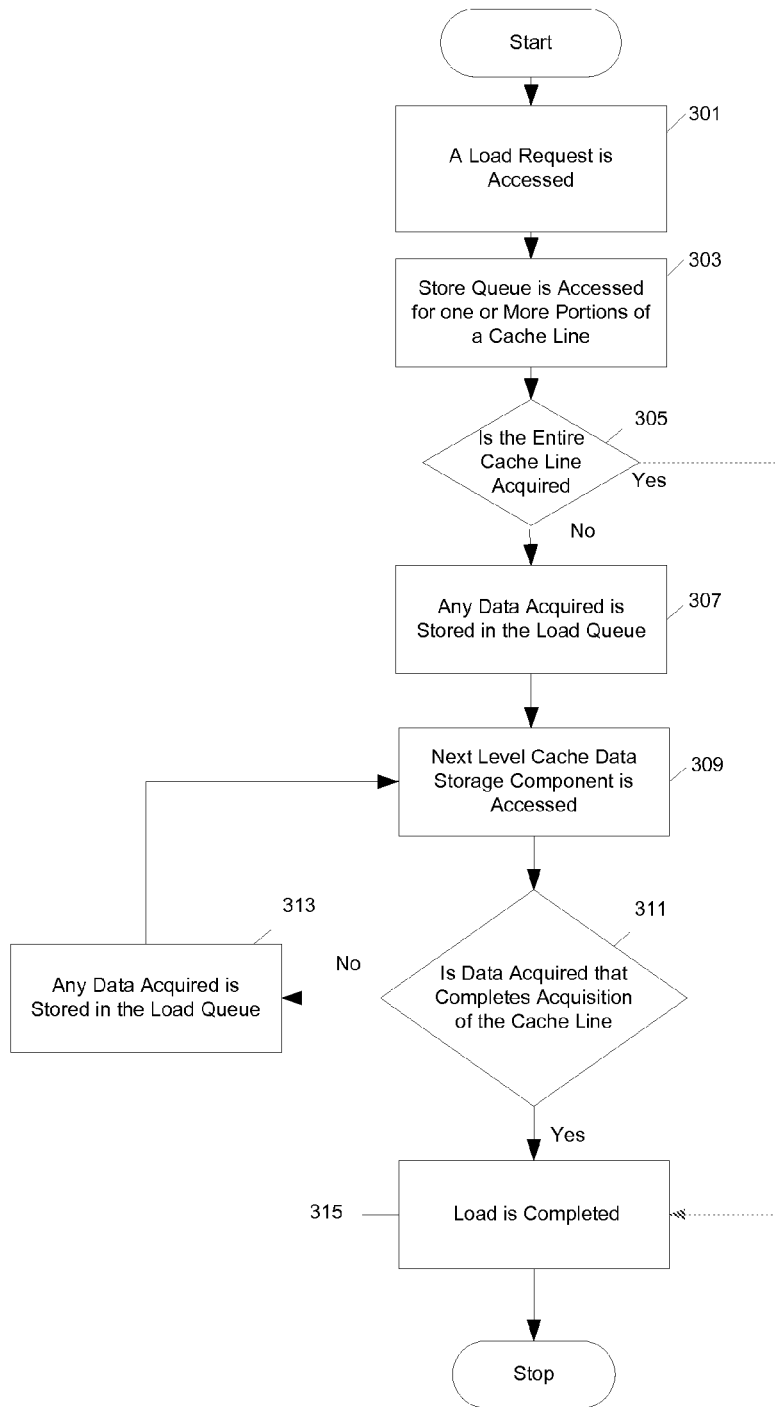 Start
301
A Load Request is
Accessed
303
Store Queue is Accessed
for one or More Portions of
a Cache Line
305
Is the Entire
Cache Line
Acquired
Yes
No
307
Any Data Acquired is
Stored in the Load Queue
Next Level Cache Data
Storage Component is
Accessed
309
311
Is Data Acquired that
Completes Acquisition
of the Cache Line
No
313
Any Data Acquired is
Stored in the Load Queue
Yes
315
Load is Completed
Stop